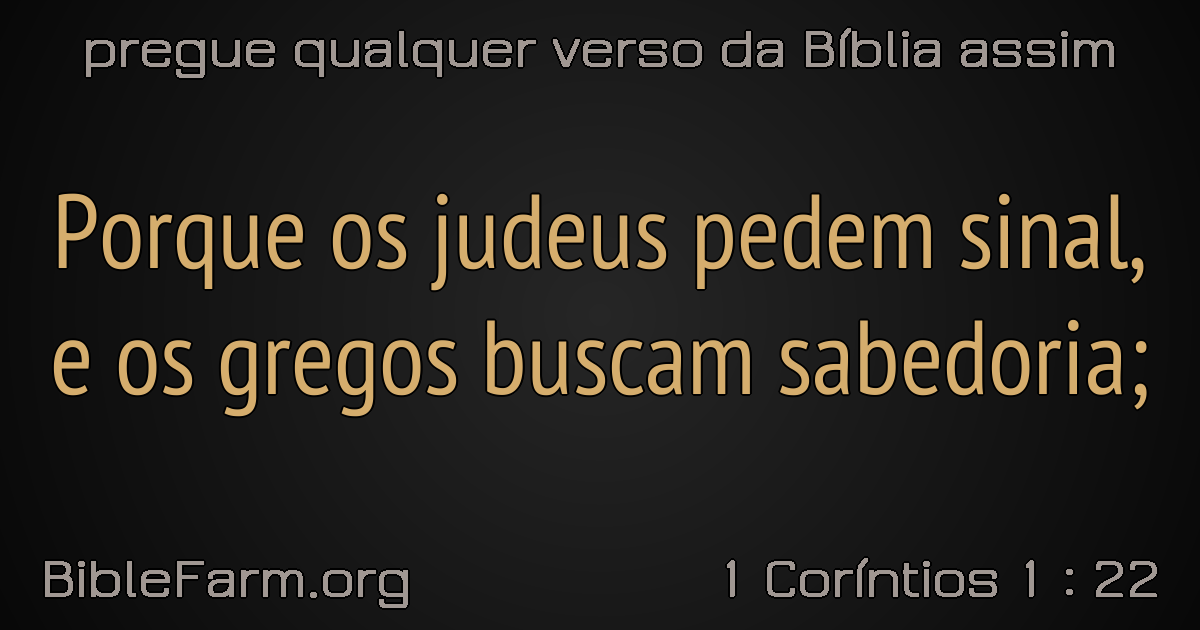 pregue qualquer verso da Bíblia assim
Porque os judeus pedem sinal,
e os gregos buscam sabedoria;
BibleFarm.org
1 Coríntios 1 : 22